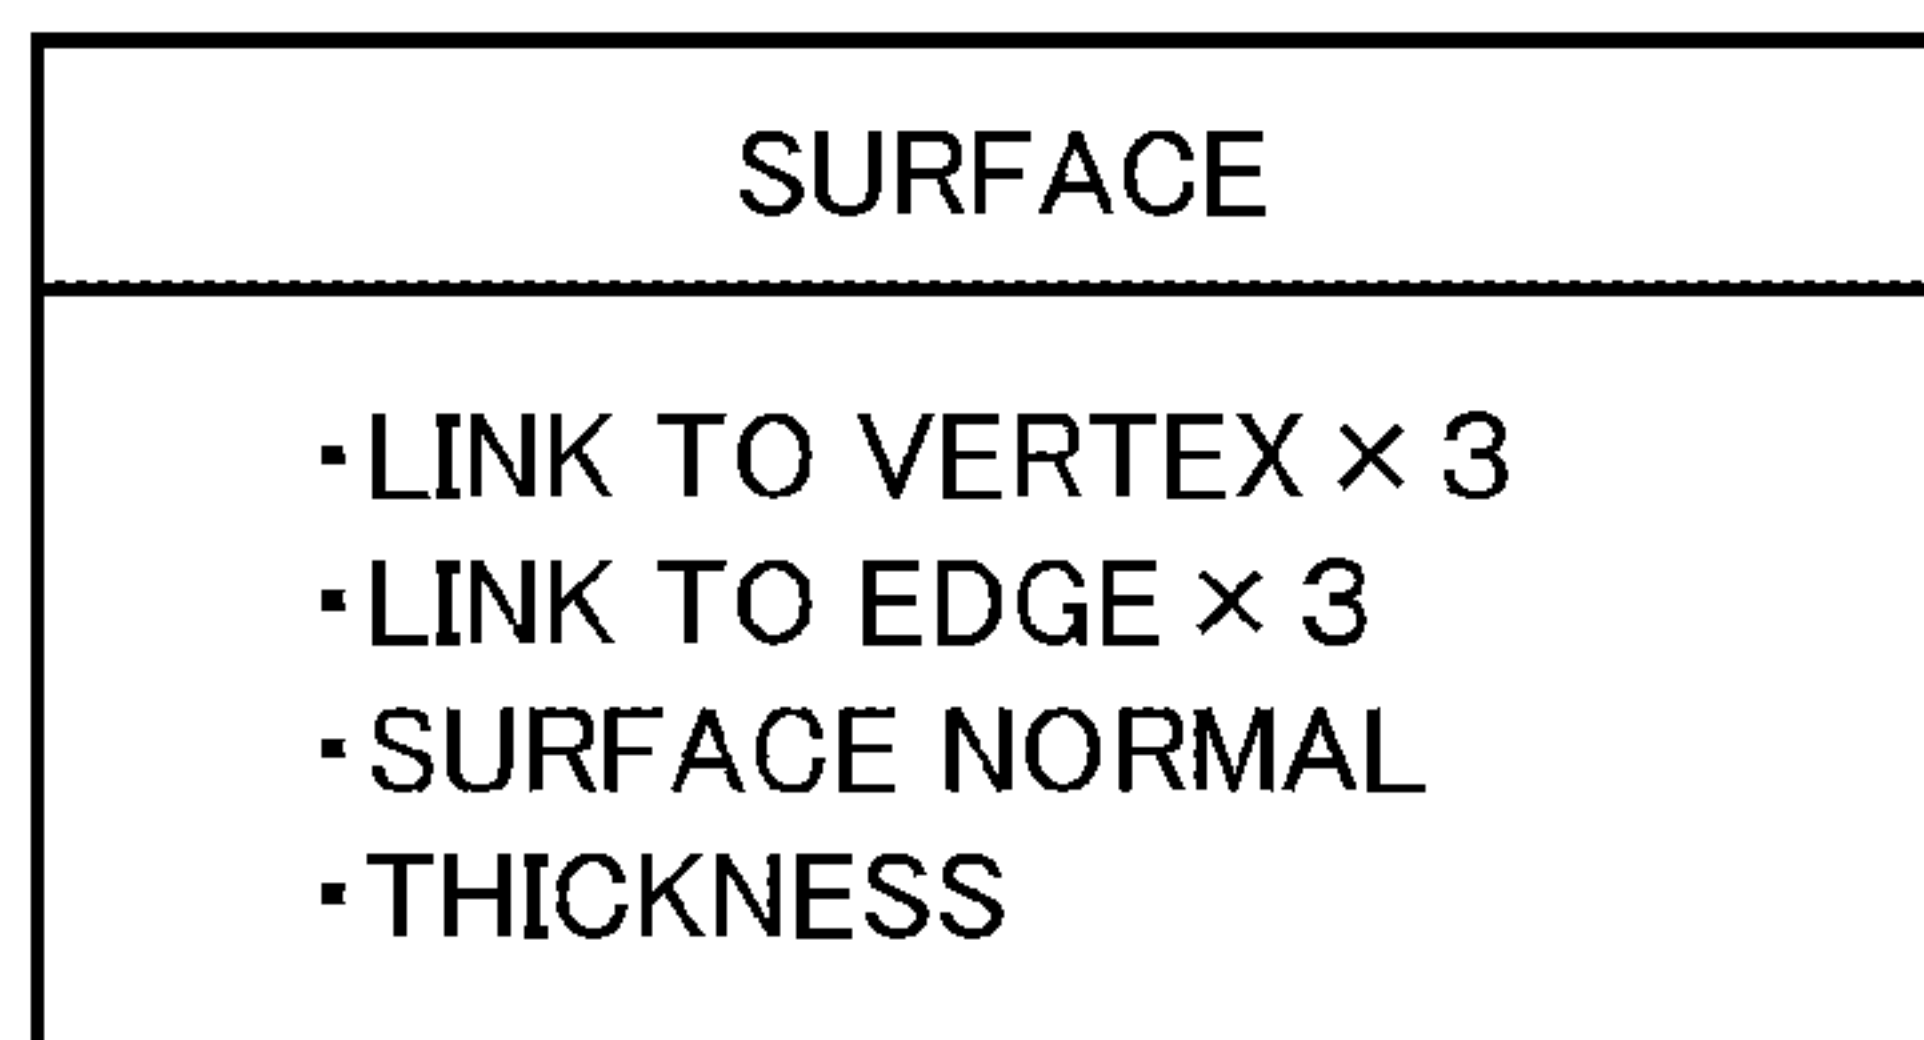 SURFACE
▪LINK TO VERTEX × 3
▪LINK TO EDGE × 3
▪SURFACE NORMAL
▪THICKNESS